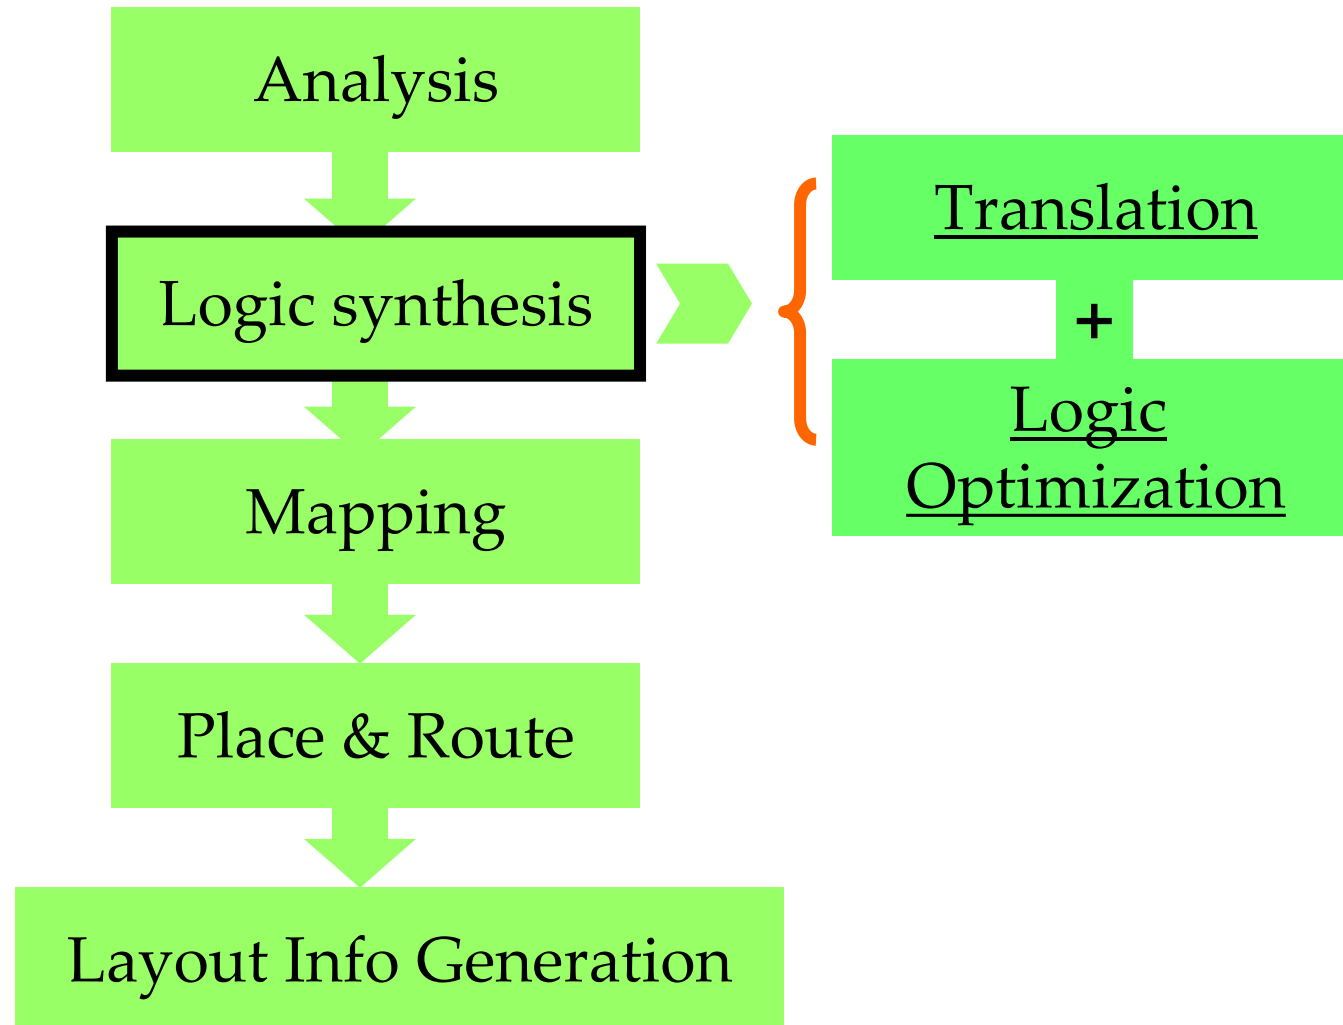 Analysis
Logic synthesis
Mapping
Place & Route
Layout Info Generation
Translation
+
Logic
Optimization